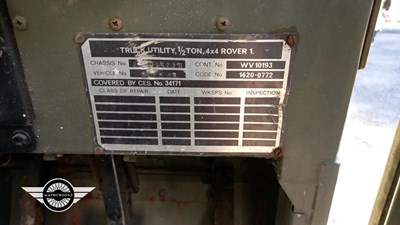 TRUCK UTILITY, ½ TON, 4x4 ROVER 1.
CHASSIS No. CONT. No. WV 10193
VEHICLE No. CODE No. 1620-0772
COVERED BY CES. No. 34171
CLASS OF REPAIR DATE WKSPS. No. INSPECTION
MATHEWSONS